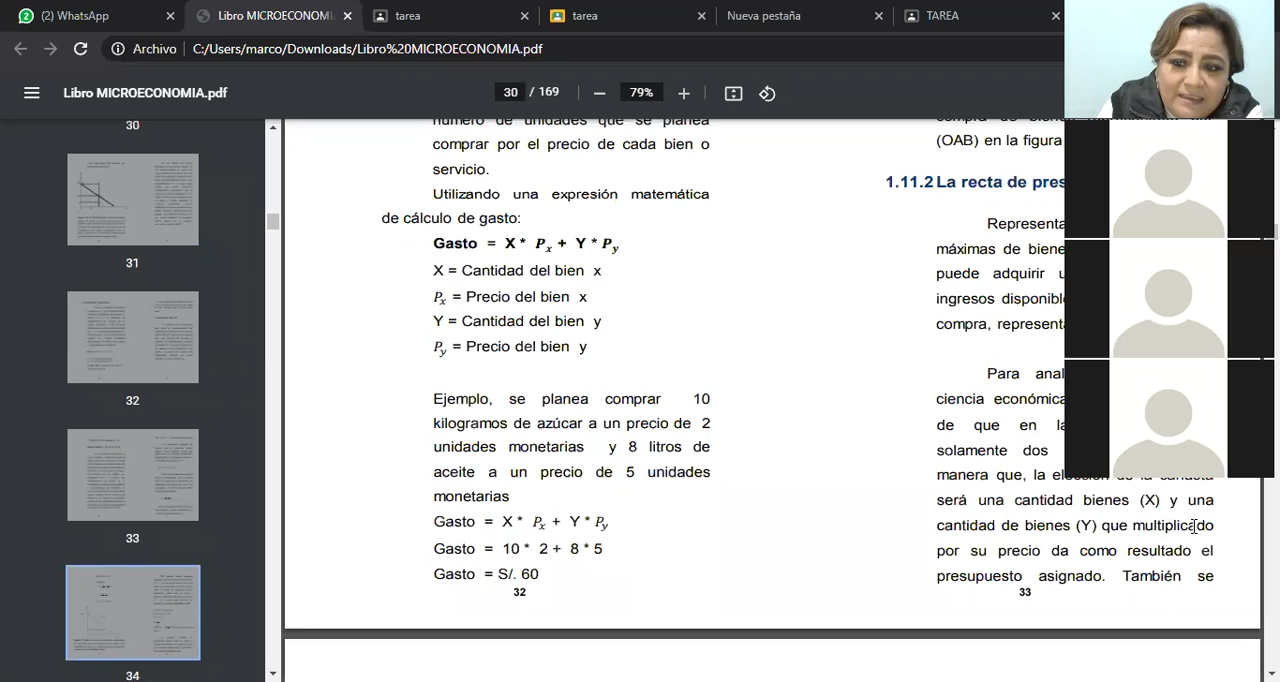 (2) WhatsApp
Libro MICROECONOMI
tarea
tarea
Nueva pestaña
TAREA
Archivo
C:/Users/marco/Downloads/Libro%20MICROECONOMIA.pdf
Libro MICROECONOMIA.pdf
30 / 169
79%
30
31
32
33
34
número de unidades que se planea
comprar por el precio de cada bien o
servicio.
Utilizando una expresión matemática
de cálculo de gasto:
Gasto = X * Px + Y * Py
X = Cantidad del bien x
Px = Precio del bien x
Y = Cantidad del bien y
Py = Precio del bien y
Ejemplo, se planea comprar 10
kilogramos de azúcar a un precio de 2
unidades monetarias y 8 litros de
aceite a un precio de 5 unidades
monetarias
Gasto = X * Px + Y * Py
Gasto = 10 * 2 + 8 * 5
Gasto = S/. 60
32
(OAB) en la figura
1.11.2 La recta de pres
Representa
máximas de biene
puede adquirir u
ingresos disponible
compra, representa
Para anal
ciencia económica
de que en la
solamente dos
manera que, la elección de la canasta
será una cantidad bienes (X) y una
cantidad de bienes (Y) que multiplicado
por su precio da como resultado el
presupuesto asignado. También se
33